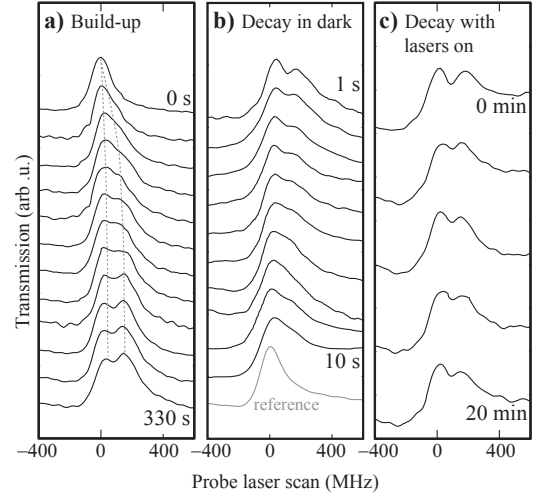 a) Build-up
0 s
330 s
b) Decay in dark
1 s
10 s
reference
c) Decay with
lasers on
0 min
20 min
Transmission (arb .u.)
−400 0 400
−400 0 400
−400 0 400
Probe laser scan (MHz)